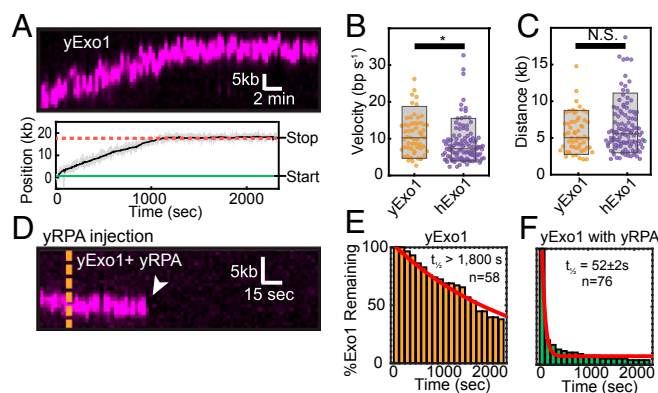 A
yExo1
5kb
2 min
Position (kb)
20
10
0
Stop
Start
0
1000
2000
Time (sec)
B
*
Velocity (bp s⁻¹)
40
30
20
10
0
yExo1
hExo1
C
N.S.
Distance (kb)
20
15
10
5
0
yExo1
hExo1
D
yRPA injection
yExo1+ yRPA
5kb
15 sec
E
yExo1
t½ > 1,800 s
n=58
%Exo1 Remaining
100
50
0
0
1000
2000
Time (sec)
F
yExo1 with yRPA
t½ = 52±2s
n=76
0
1000
2000
Time (sec)